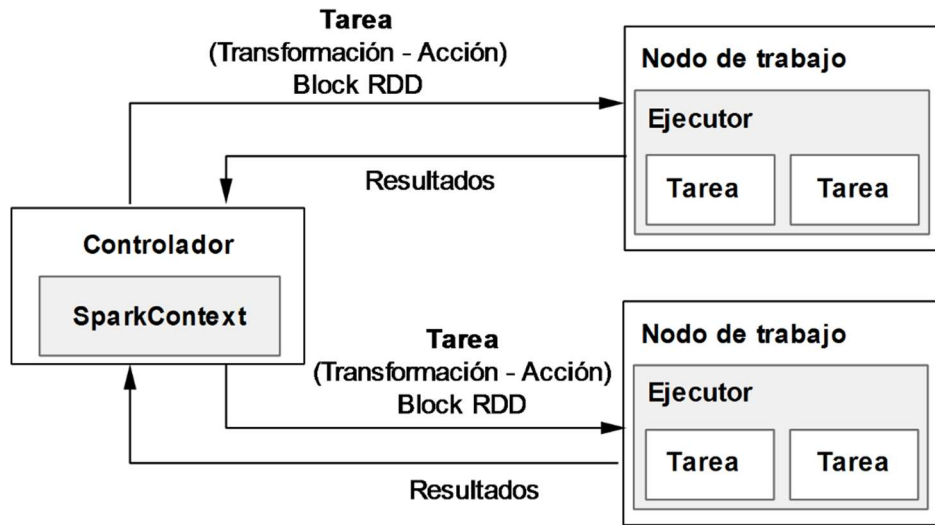 Tarea
(Transformación - Acción)
Block RDD
Resultados
Nodo de trabajo
Ejecutor
Tarea Tarea
Controlador
SparkContext
Tarea
(Transformación - Acción)
Block RDD
Resultados
Nodo de trabajo
Ejecutor
Tarea Tarea